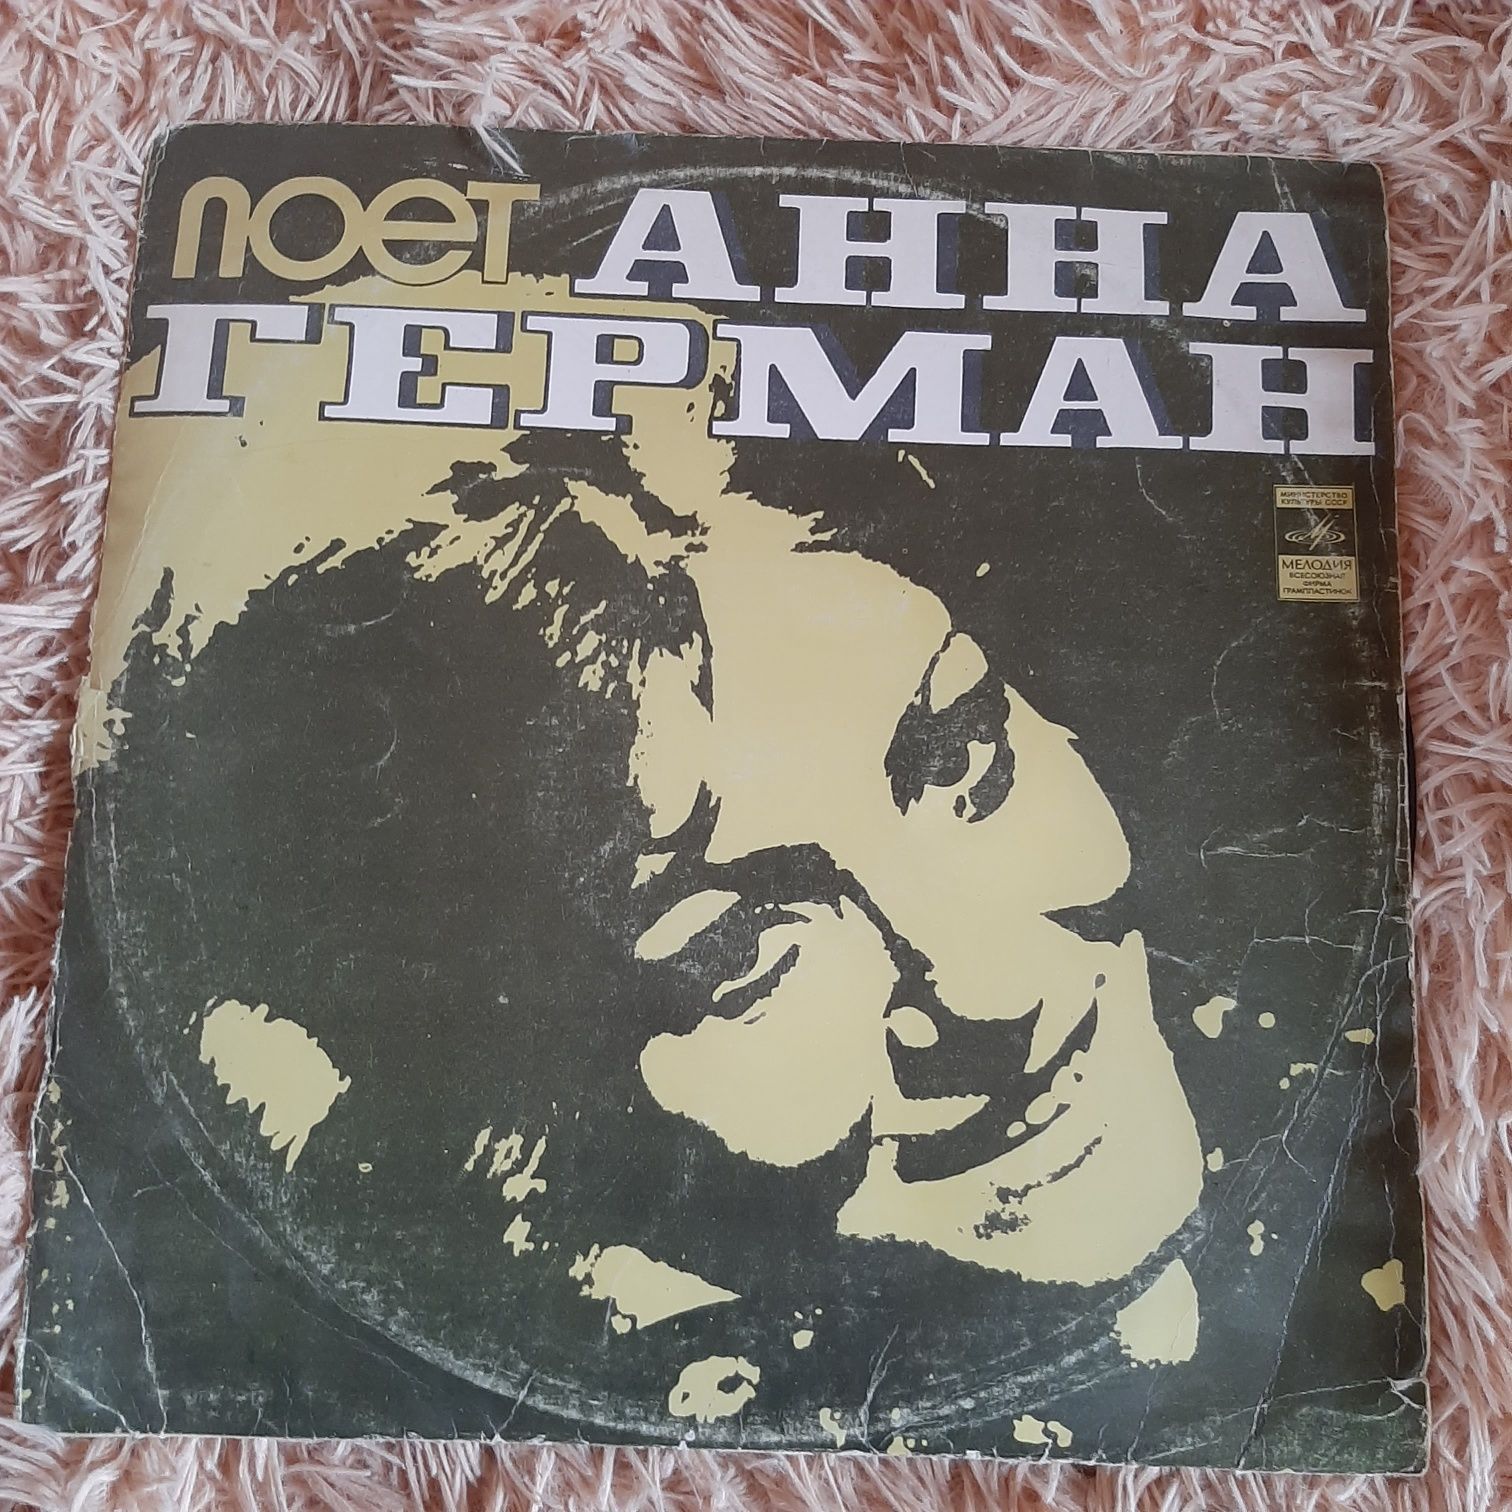 поет АННА
ГЕРМАН
МИНИСТЕРСТВО
КУЛЬТУРЫ СССР
МЕЛОДИЯ
ВСЕСОЮЗНАЯ
ФИРМА
ГРАМПЛАСТИНОК